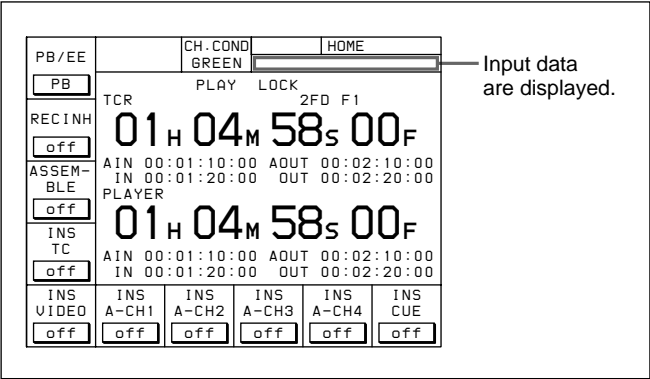 PB/EE
PB
CH.COND
GREEN
HOME
Input data
are displayed.
PLAY LOCK
TCR 2FD F1
01H 04M 58S 00F
AIN 00:01:10:00 AOUT 00:02:10:00
IN 00:01:20:00 OUT 00:02:20:00
PLAYER
01H 04M 58S 00F
AIN 00:01:10:00 AOUT 00:02:10:00
IN 00:01:20:00 OUT 00:02:20:00
RECINH
off
ASSEM-
BLE
off
INS
TC
off
INS
VIDEO
off
INS
A-CH1
off
INS
A-CH2
off
INS
A-CH3
off
INS
A-CH4
off
INS
CUE
off